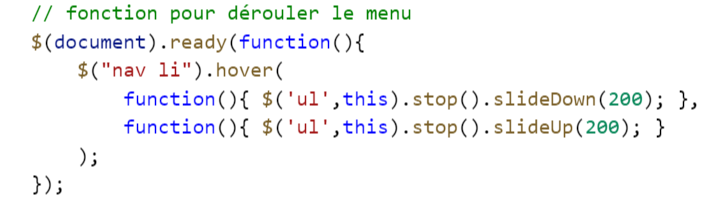 // fonction pour dérouler le menu
$(document).ready(function(){
    $("nav li").hover(
        function(){ $('ul',this).stop().slideDown(200); },
        function(){ $('ul',this).stop().slideUp(200); }
    );
});